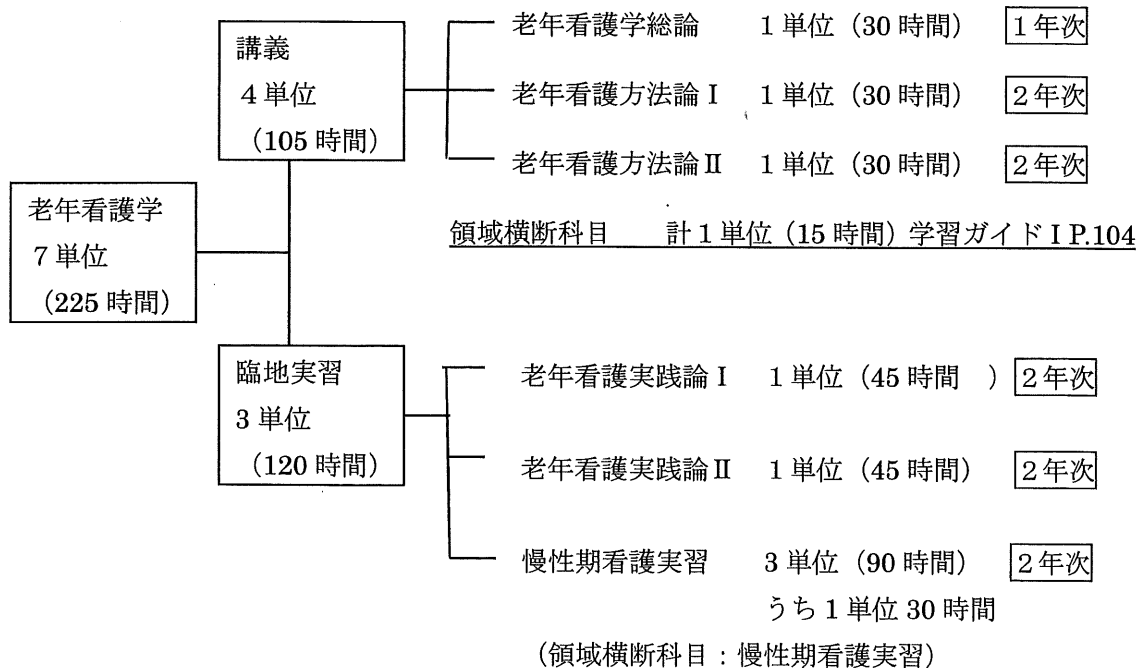 老年看護学
7単位
(225時間)
講義
4単位
(105時間)
老年看護学総論 1単位 (30時間) 1年次
老年看護方法論Ⅰ 1単位 (30時間) 2年次
老年看護方法論Ⅱ 1単位 (30時間) 2年次
領域横断科目 計1単位 (15時間) 学習ガイドⅠ P.104
臨地実習
3単位
(120時間)
老年看護実践論Ⅰ 1単位 (45時間 ) 2年次
老年看護実践論Ⅱ 1単位 (45時間) 2年次
慢性期看護実習 3単位 (90時間) 2年次
うち1単位30時間
(領域横断科目:慢性期看護実習)